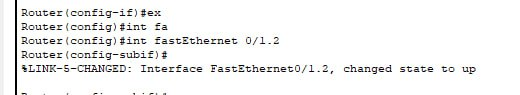 Router(config-if)#ex
Router(config)#int fa
Router(config)#int fastEthernet 0/1.2
Router(config-subif)#
%LINK-5-CHANGED: Interface FastEthernet0/1.2, changed state to up